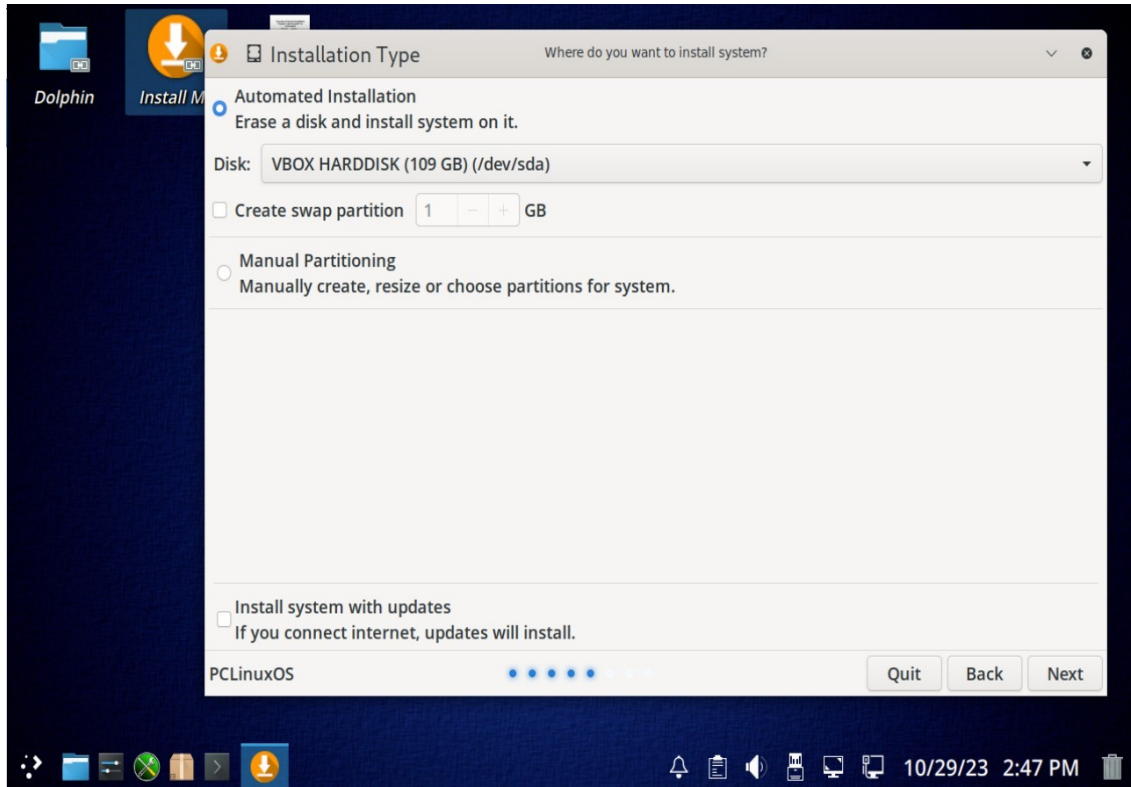 Installation Type
Where do you want to install system?
Dolphin
Install M
Automated Installation
Erase a disk and install system on it.
Disk: VBOX HARDDISK (109 GB) (/dev/sda)
Create swap partition 1 - + GB
Manual Partitioning
Manually create, resize or choose partitions for system.
Install system with updates
If you connect internet, updates will install.
PCLinuxOS
Quit Back Next
10/29/23 2:47 PM